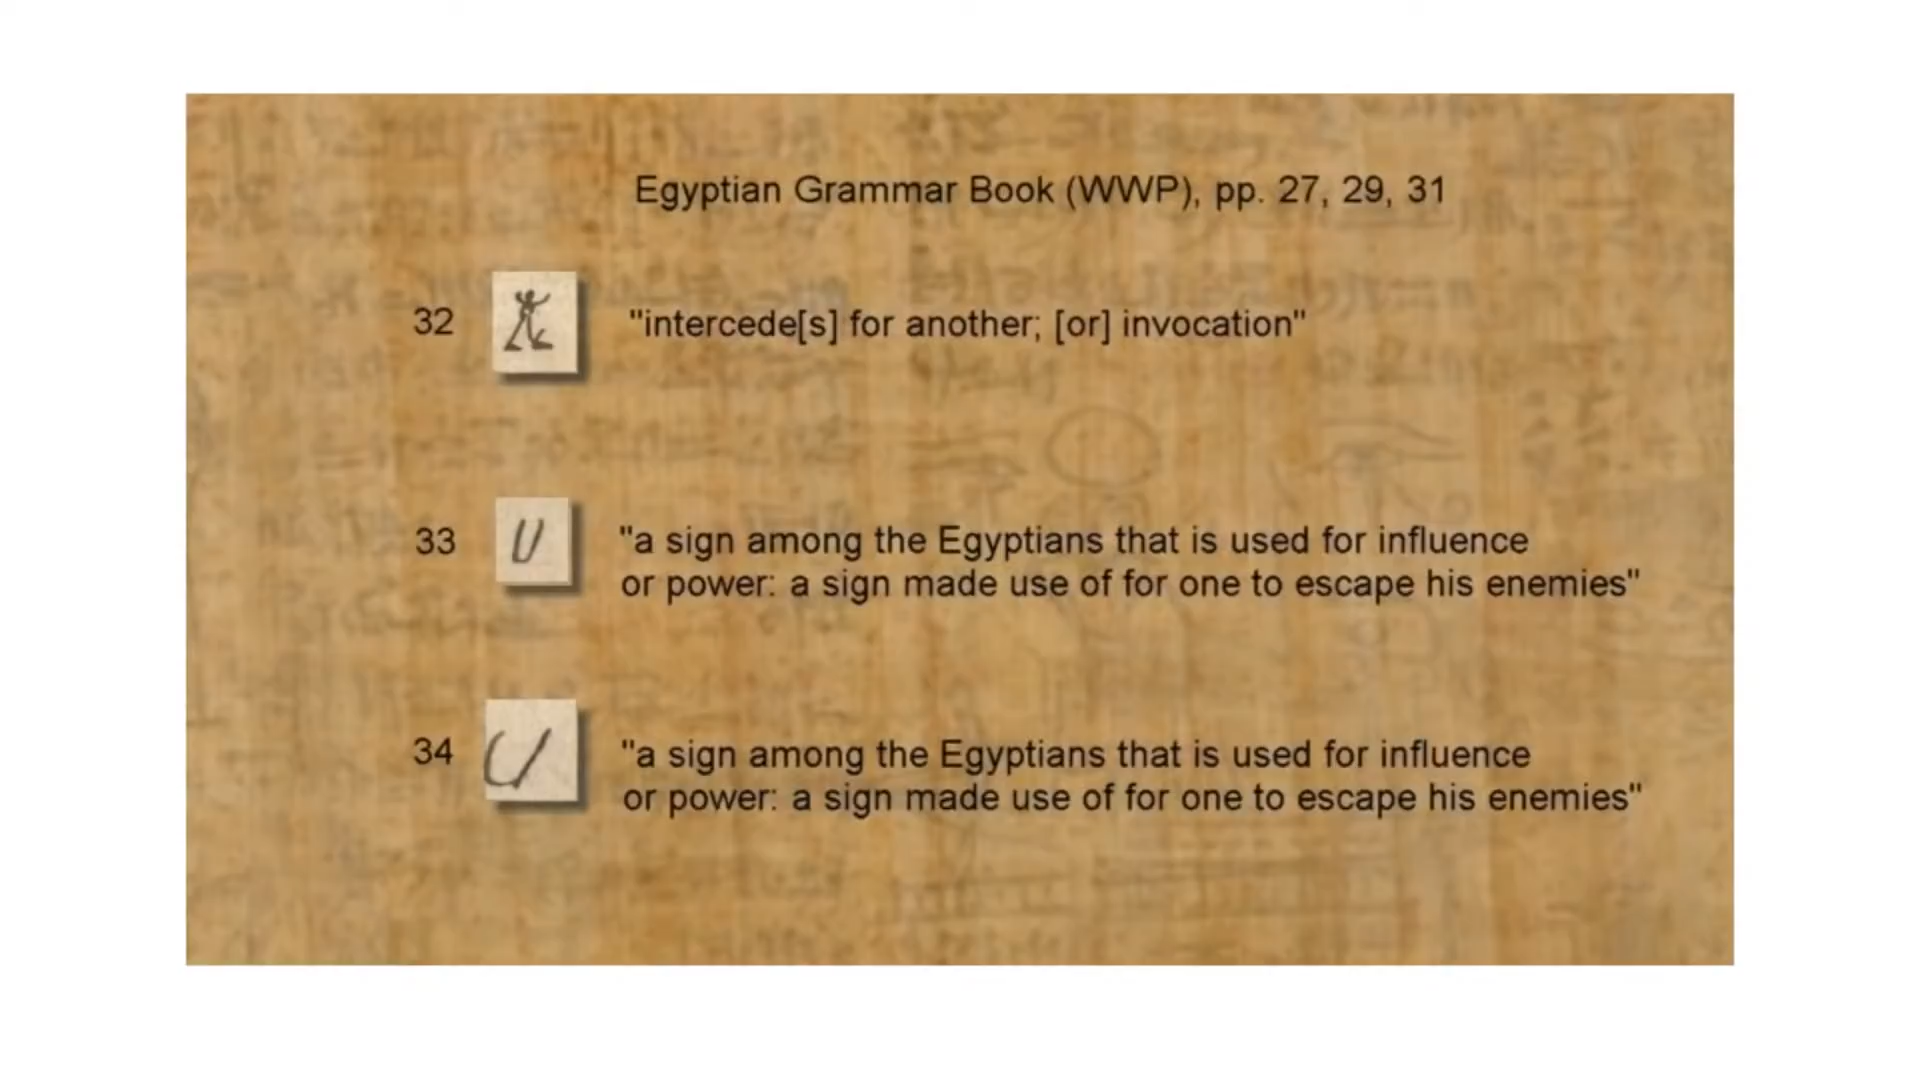 Egyptian Grammar Book (WWP), pp. 27, 29, 31
32 "intercede[s] for another; [or] invocation"
33 "a sign among the Egyptians that is used for influence
or power: a sign made use of for one to escape his enemies"
34 "a sign among the Egyptians that is used for influence
or power: a sign made use of for one to escape his enemies"